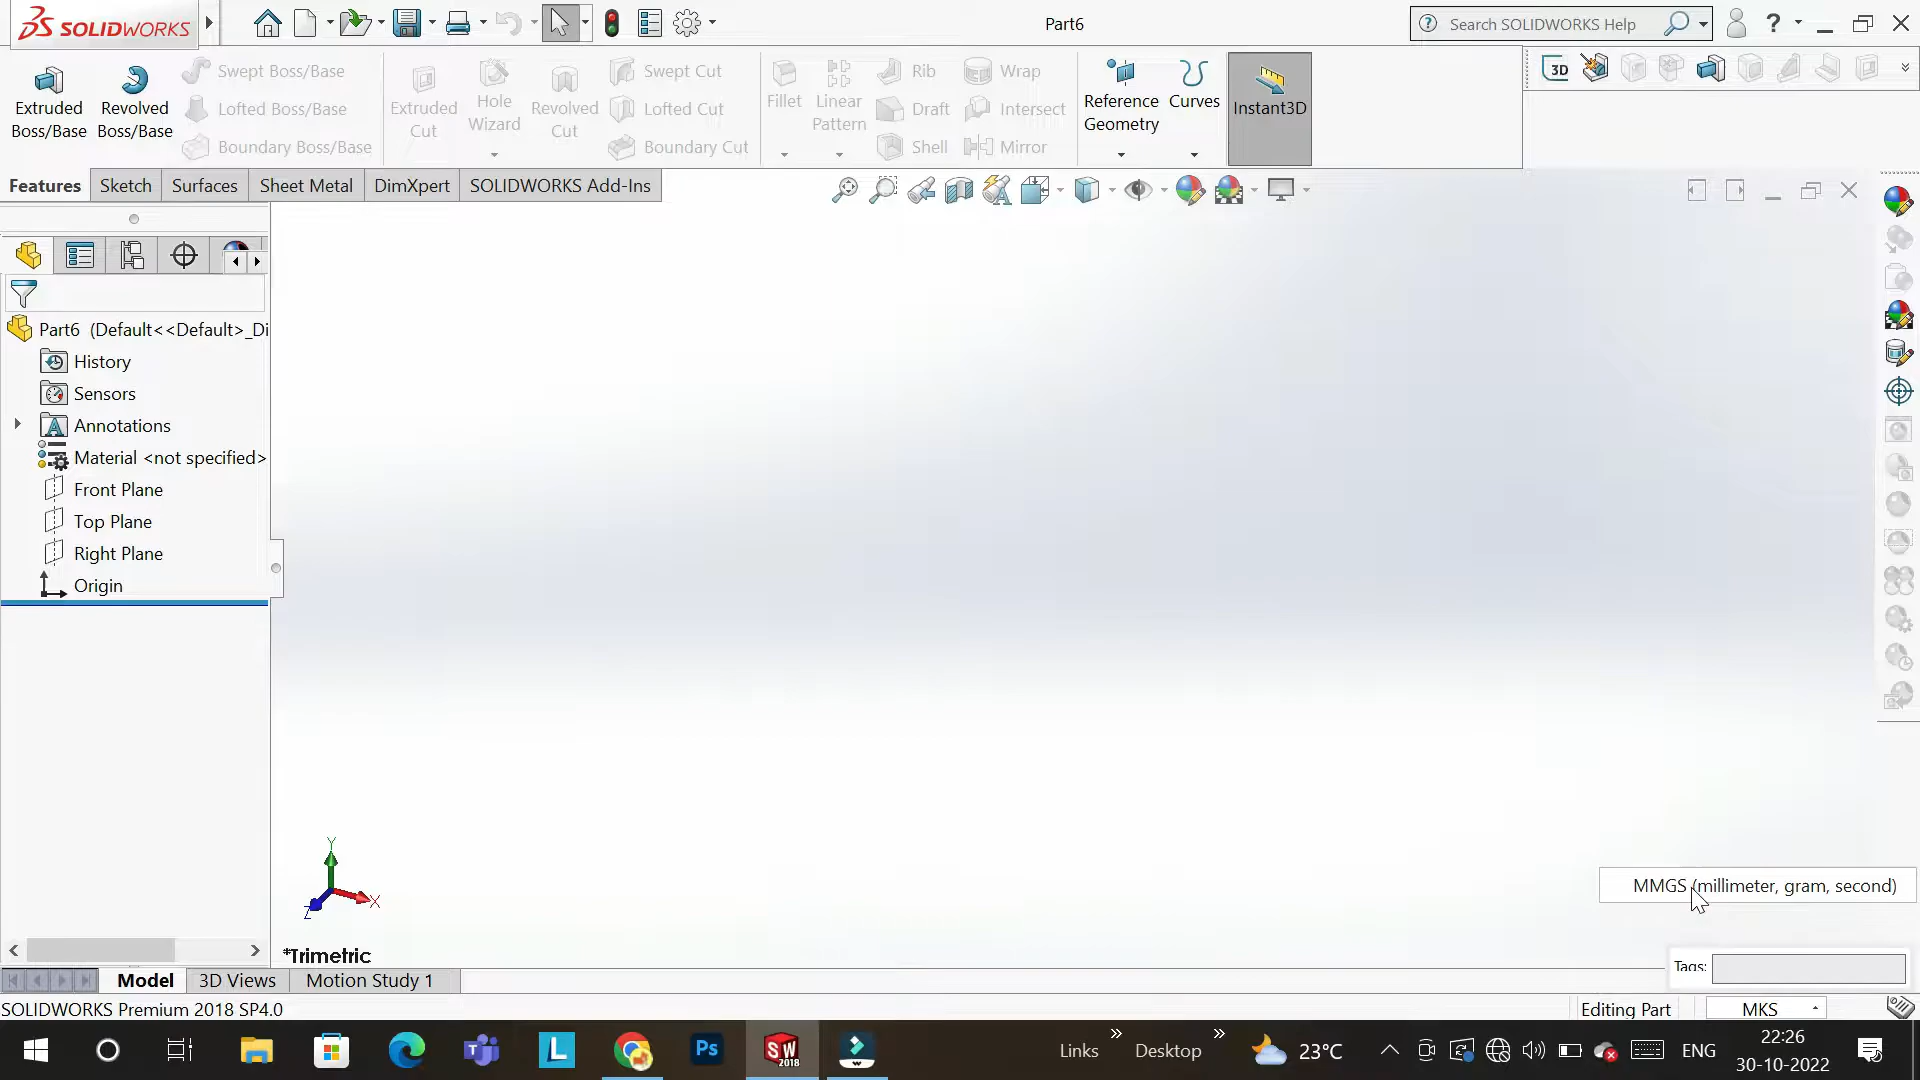 SOLIDWORKS
Part6
Search SOLIDWORKS Help
?
Extruded Boss/Base
Revolved Boss/Base
Swept Boss/Base
Lofted Boss/Base
Boundary Boss/Base
Extruded Cut
Hole Wizard
Revolved Cut
Swept Cut
Lofted Cut
Boundary Cut
Fillet
Linear Pattern
Rib
Draft
Shell
Wrap
Intersect
Mirror
Reference Geometry
Curves
Instant3D
3D
Features
Sketch
Surfaces
Sheet Metal
DimXpert
SOLIDWORKS Add-Ins
Part6 (Default<<Default>_Di
History
Sensors
Annotations
Material <not specified>
Front Plane
Top Plane
Right Plane
Origin
Y
X
Z
*Trimetric
MMGS (millimeter, gram, second)
Tags:
Model
3D Views
Motion Study 1
SOLIDWORKS Premium 2018 SP4.0
Editing Part
MKS
L
Ps
SW
2018
Links
Desktop
23°C
ENG
22:26
30-10-2022